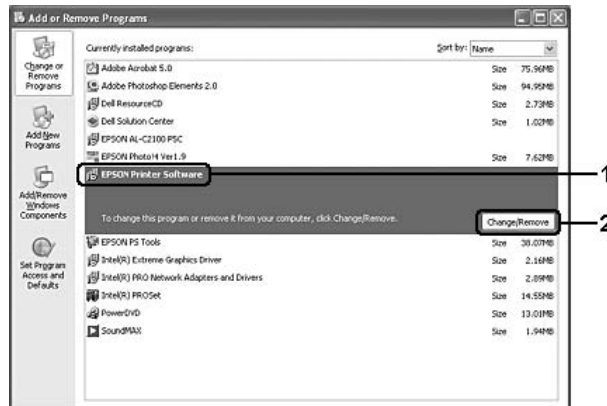 Add or Remove Programs
Change or
Remove
Programs
Add New
Programs
Add/Remove
Windows
Components
Set Program
Access and
Defaults
Currently installed programs:
Sort by: Name
Adobe Acrobat 5.0 Size 75.96MB
Adobe Photoshop Elements 2.0 Size 94.95MB
Dell ResourceCD Size 2.73MB
Dell Solution Center Size 1.02MB
EPSON AL-C2100 PSC
EPSON Photo!4 Ver1.9 Size 7.62MB
EPSON Printer Software
1
To change this program or remove it from your computer, click Change/Remove.
Change/Remove
2
EPSON PS Tools Size 38.07MB
Intel(R) Extreme Graphics Driver Size 2.16MB
Intel(R) PRO Network Adapters and Drivers Size 2.89MB
Intel(R) PROSet Size 14.55MB
PowerDVD Size 13.01MB
SoundMAX Size 1.94MB